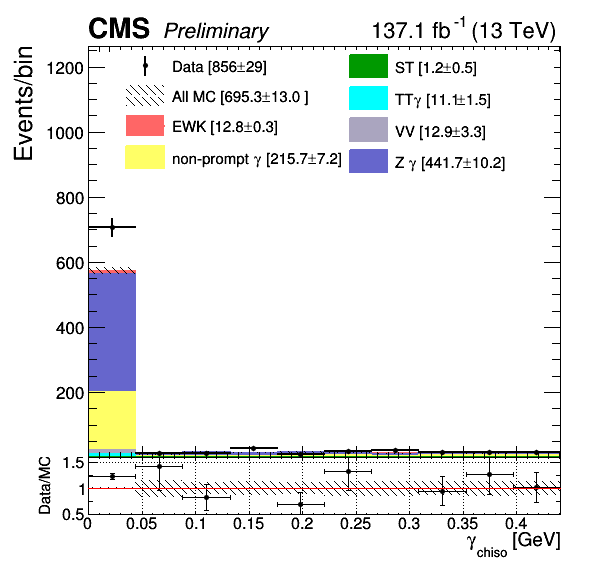 CMS Preliminary 137.1 fb⁻¹ (13 TeV)
Events/bin
1200
1000
800
600
400
200
Data [856±29]
All MC [695.3±13.0 ]
EWK [12.8±0.3]
non-prompt γ [215.7±7.2]
ST [1.2±0.5]
TTγ [11.1±1.5]
VV [12.9±3.3]
Z γ [441.7±10.2]
Data/MC
1.5
1
0.5
0 0.05 0.1 0.15 0.2 0.25 0.3 0.35 0.4
γchiso [GeV]